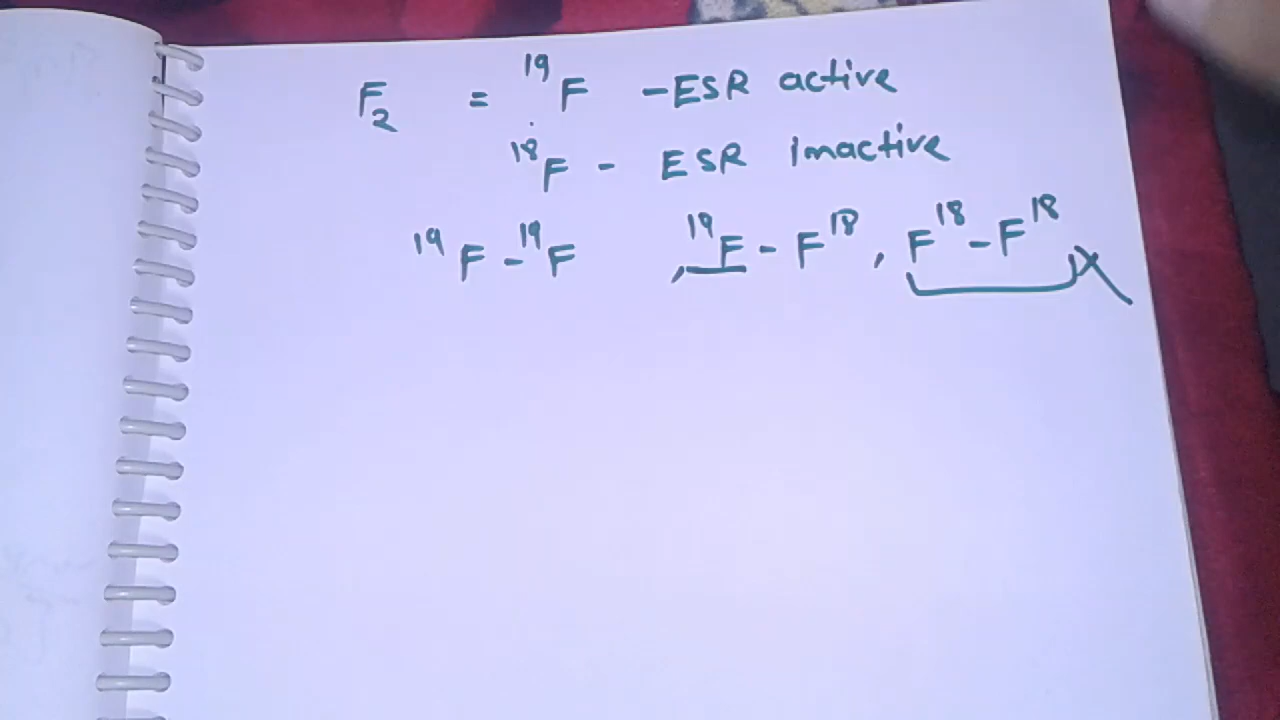 F₂ = ¹⁹F - ESR active
¹⁸F - ESR Inactive
¹⁹F - ¹⁹F , ¹⁹F - F¹⁸ , F¹⁸ - F¹⁸ X